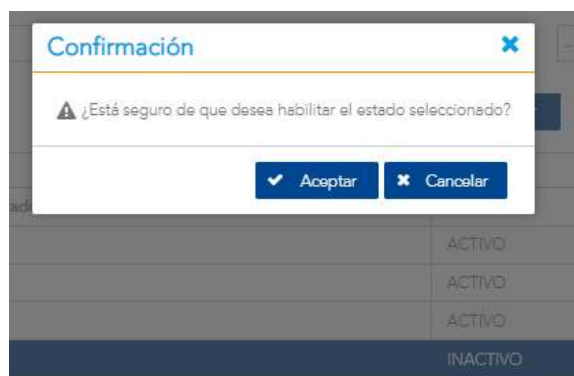 Confirmación
¿Está seguro de que desea habilitar el estado seleccionado?
Aceptar
Cancelar
ACTIVO
ACTIVO
ACTIVO
INACTIVO